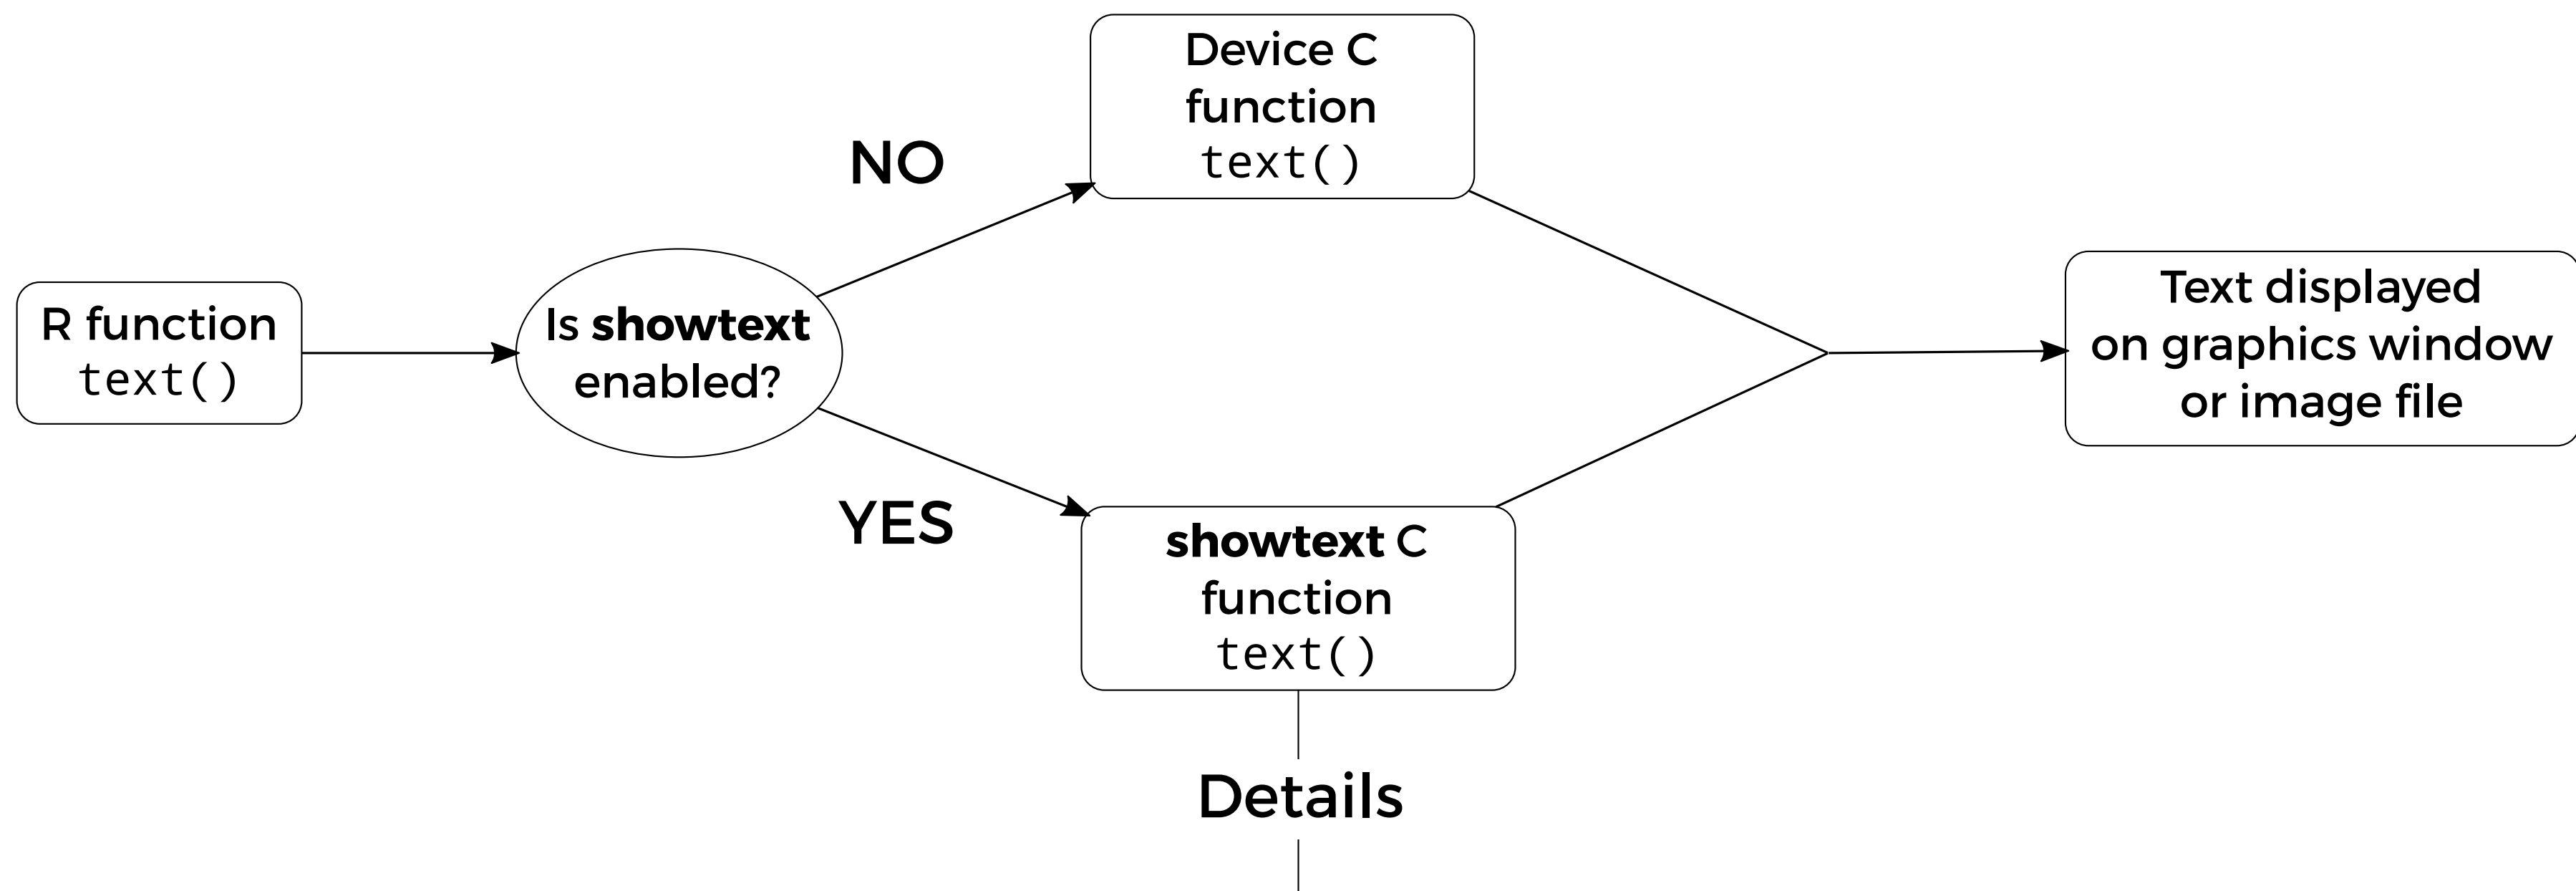 R function
text()
Is showtext
enabled?
NO
Device C
function
text()
YES
showtext C
function
text()
Details
Text displayed
on graphics window
or image file